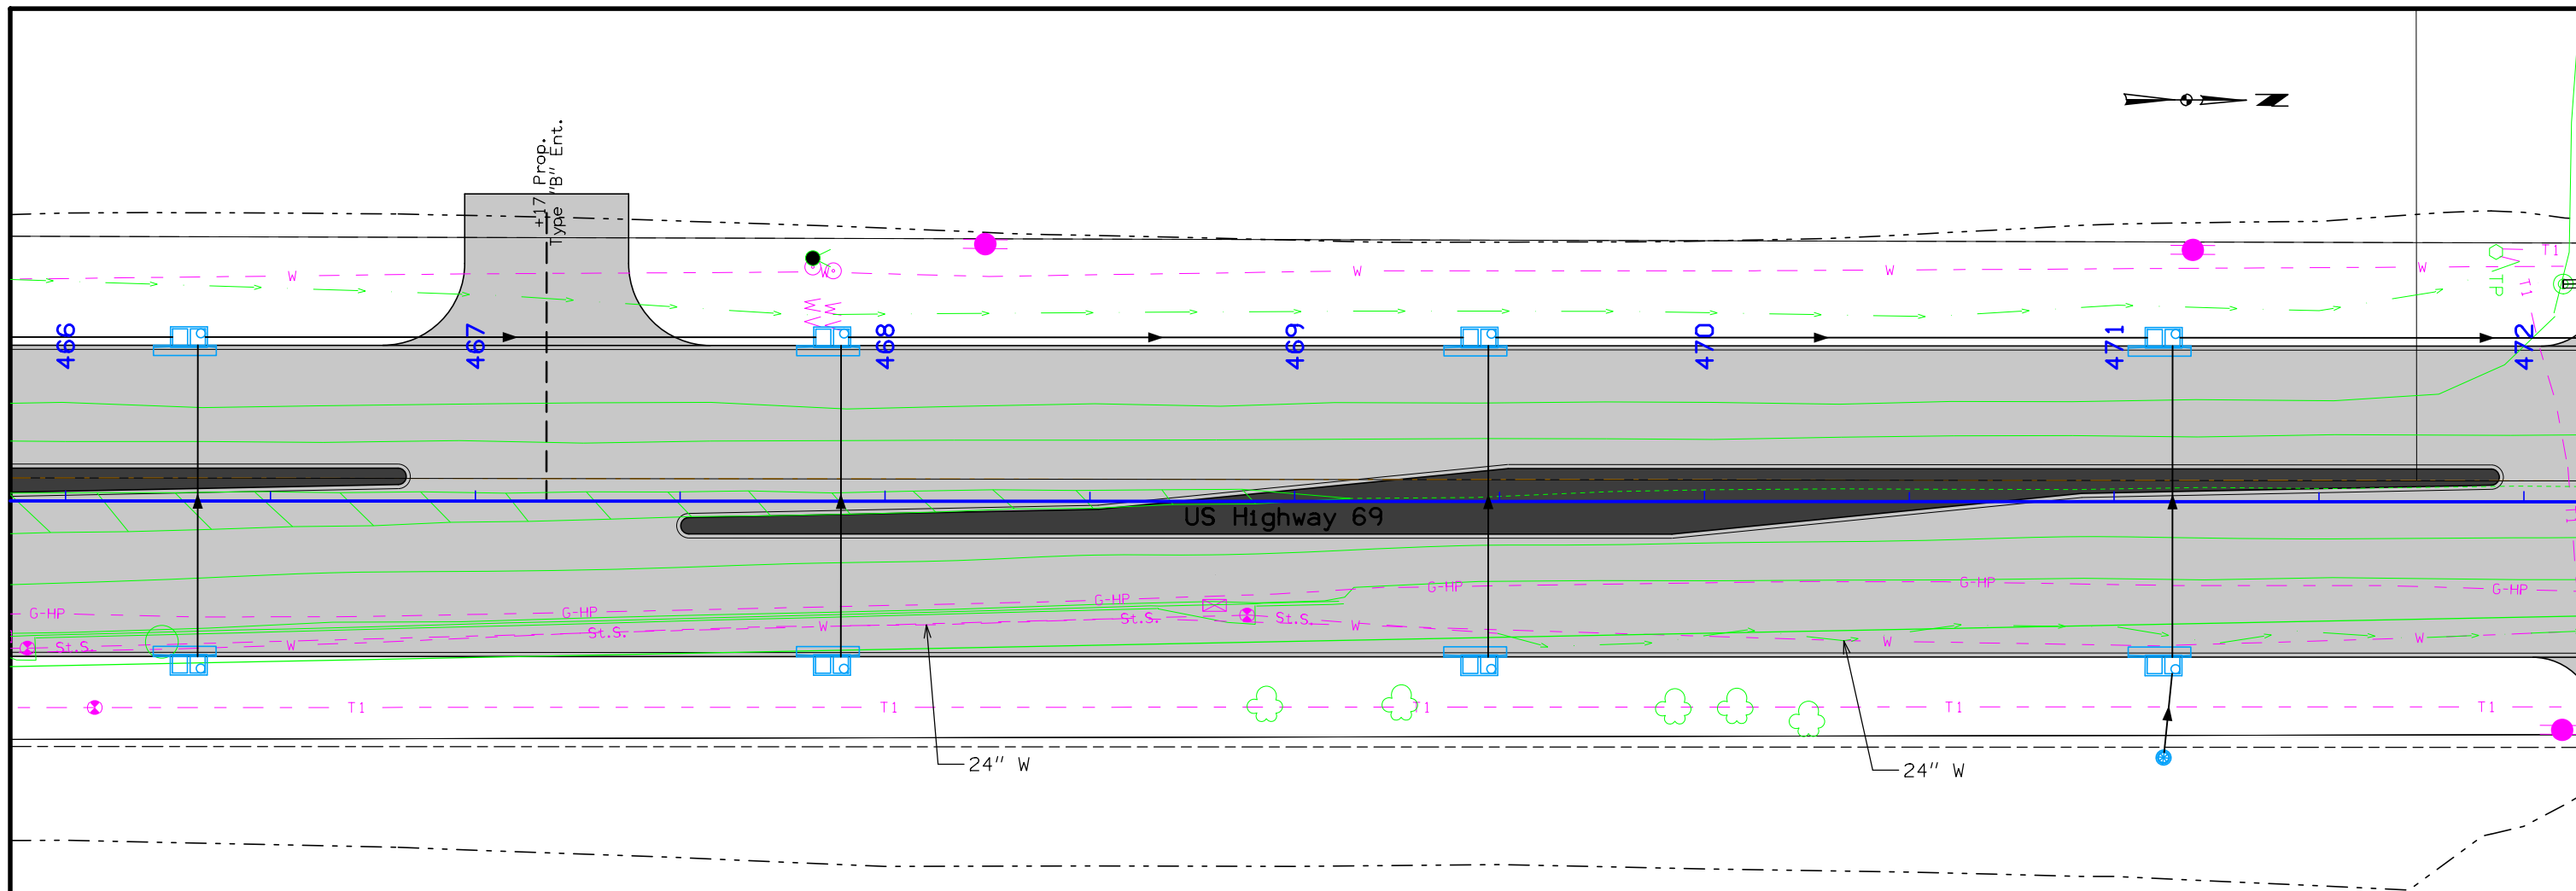 N
+17 Prop.
Type "B" Ent.
T1
W
W
W
W
W
TP
T1
466
467
468
469
470
471
472
US Highway 69
T1
G-HP
G-HP
G-HP
G-HP
G-HP
G-HP
St.S.
St.S.
St.S.
St.S.
W
W
W
W
W
T1
T1
T1
T1
T1
24" W
24" W